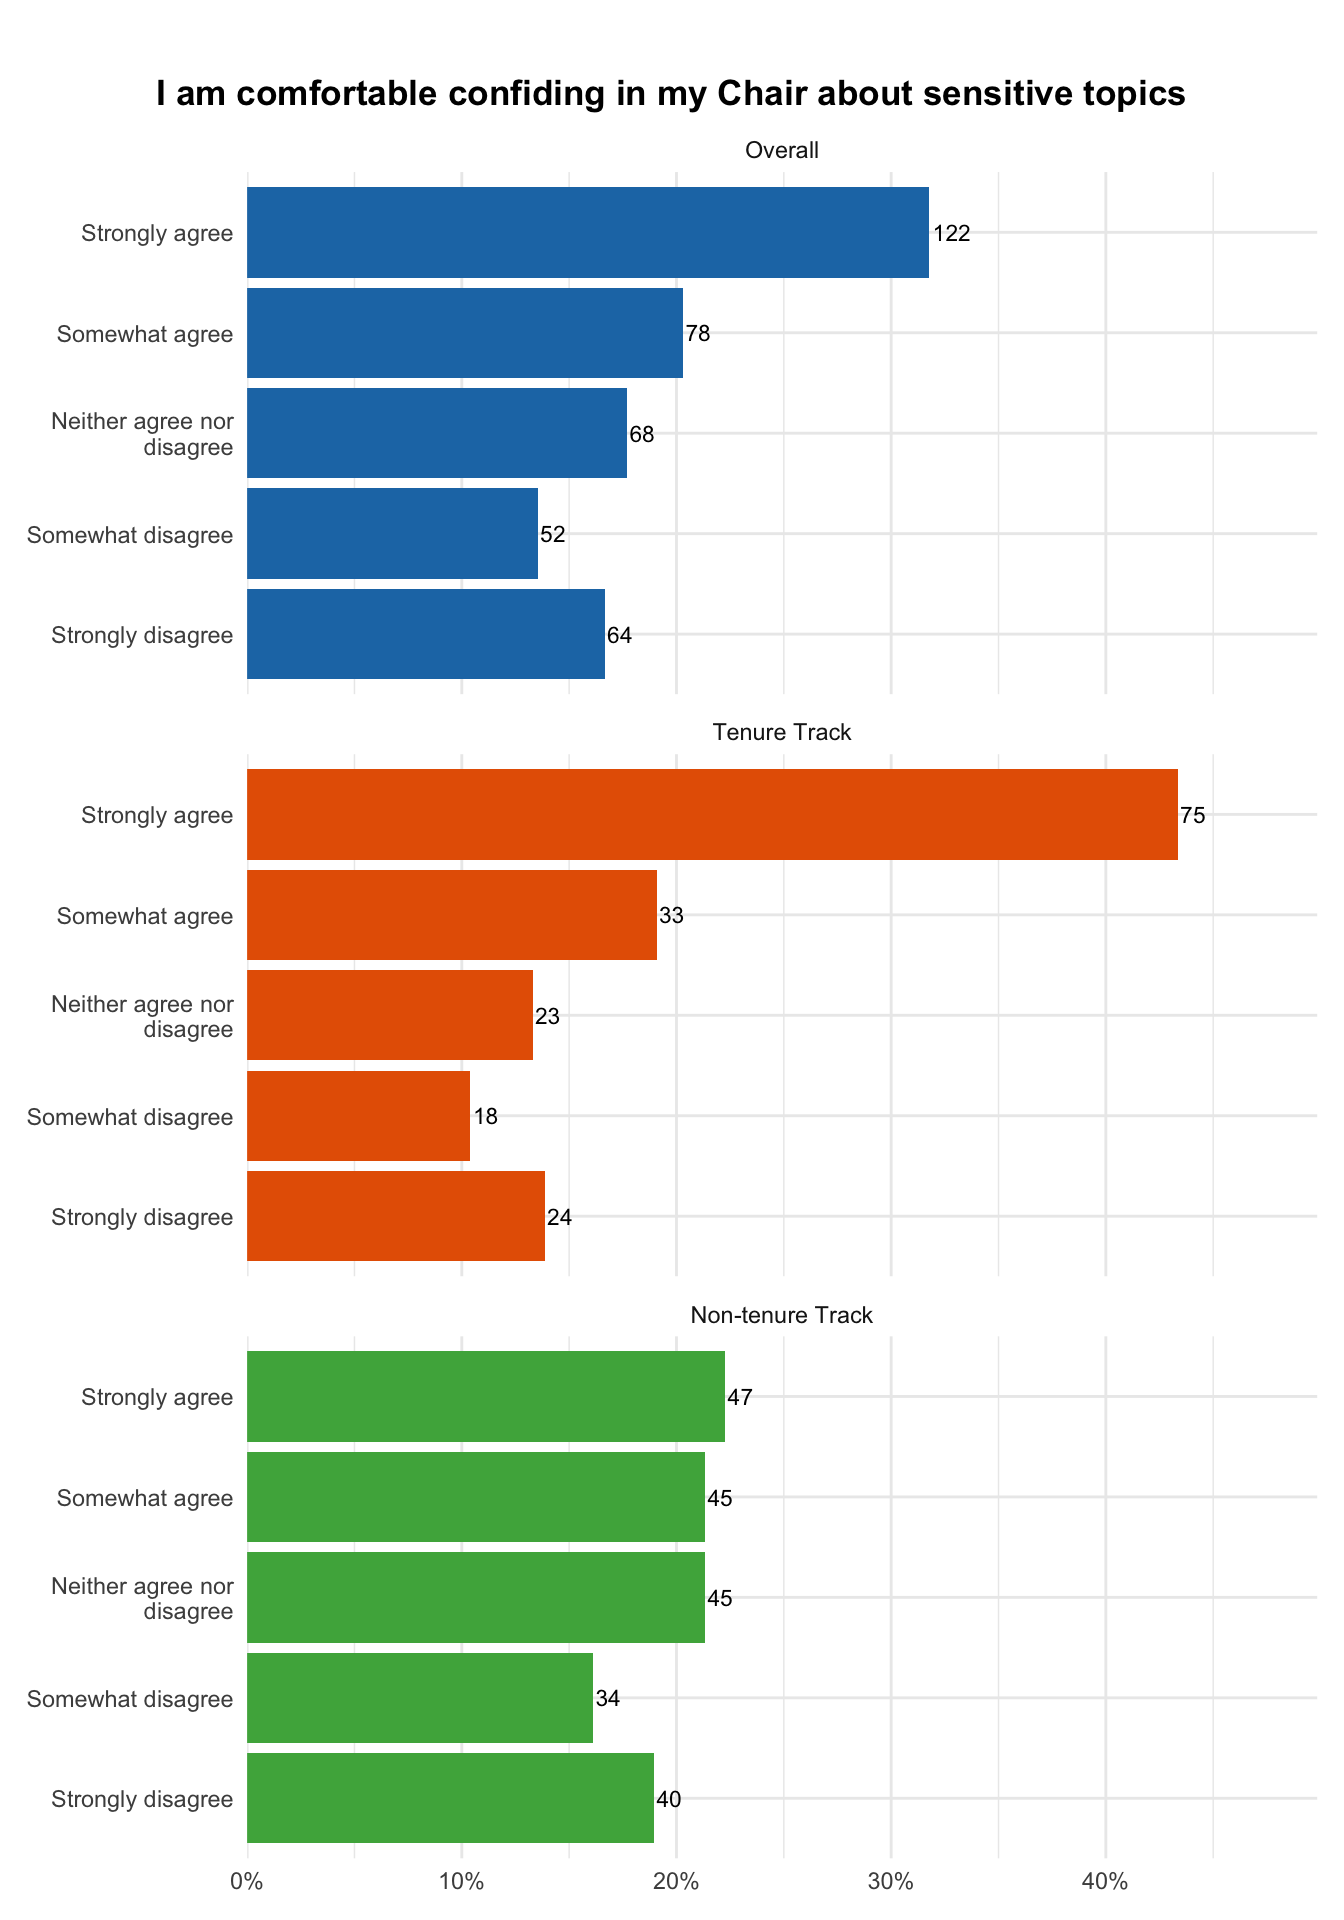 I am comfortable confiding in my Chair about sensitive topics
Overall
Strongly agree
122
Somewhat agree
78
Neither agree nor
disagree
68
Somewhat disagree
52
Strongly disagree
64
Tenure Track
Strongly agree
75
Somewhat agree
33
Neither agree nor
disagree
23
Somewhat disagree
18
Strongly disagree
24
Non-tenure Track
Strongly agree
47
Somewhat agree
45
Neither agree nor
disagree
45
Somewhat disagree
34
Strongly disagree
40
0% 10% 20% 30% 40%